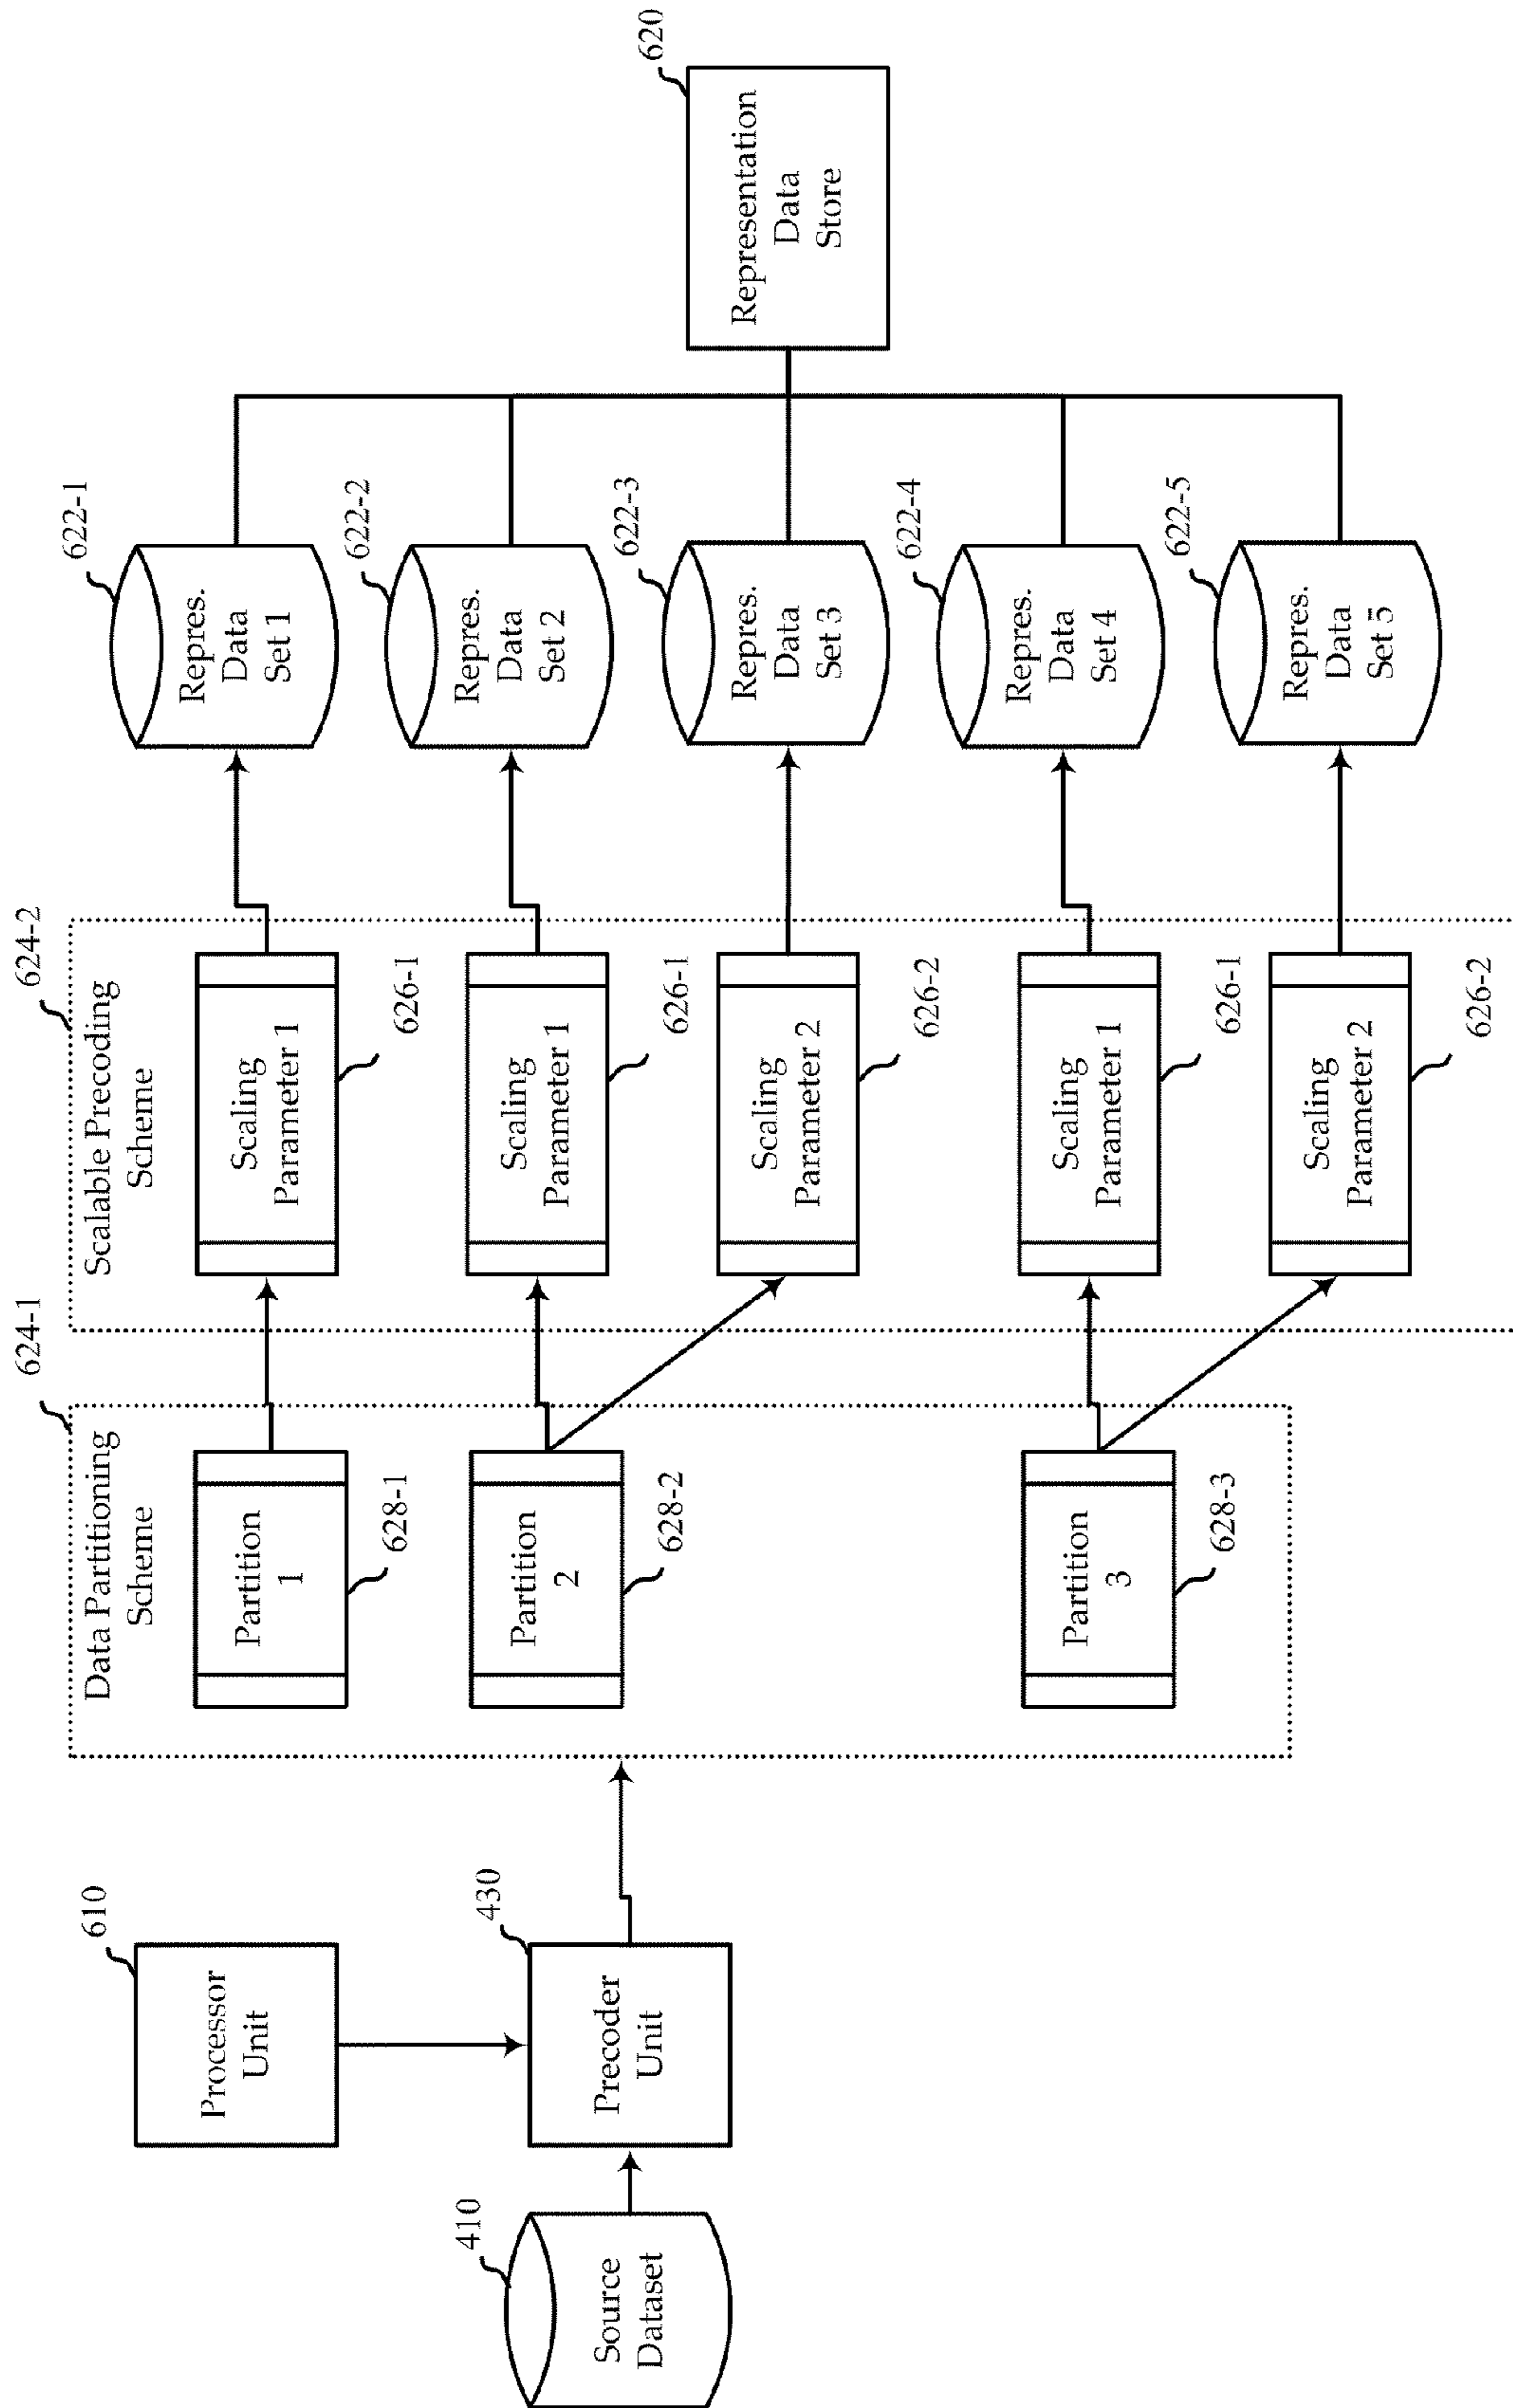 410
Source
Dataset
610
Processor
Unit
430
Precoder
Unit
624-1
Data Partitioning
Scheme
Partition
1
628-1
Partition
2
628-2
Partition
3
628-3
624-2
Scalable Precoding
Scheme
Scaling
Parameter 1
626-1
Scaling
Parameter 1
626-1
Scaling
Parameter 2
626-2
Scaling
Parameter 1
626-1
Scaling
Parameter 2
626-2
622-1
Repres.
Data
Set 1
622-2
Repres.
Data
Set 2
622-3
Repres.
Data
Set 3
622-4
Repres.
Data
Set 4
622-5
Repres.
Data
Set 5
620
Representation
Data
Store